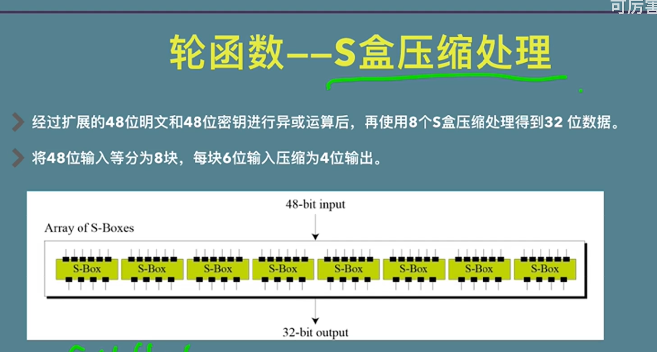 可厉害
轮函数——S盒压缩处理
经过扩展的48位明文和48位密钥进行异或运算后，再使用8个S盒压缩处理得到32 位数据。
将48位输入等分为8块，每块6位输入压缩为4位输出。
48-bit input
Array of S-Boxes
S-Box S-Box S-Box S-Box S-Box S-Box S-Box S-Box
32-bit output